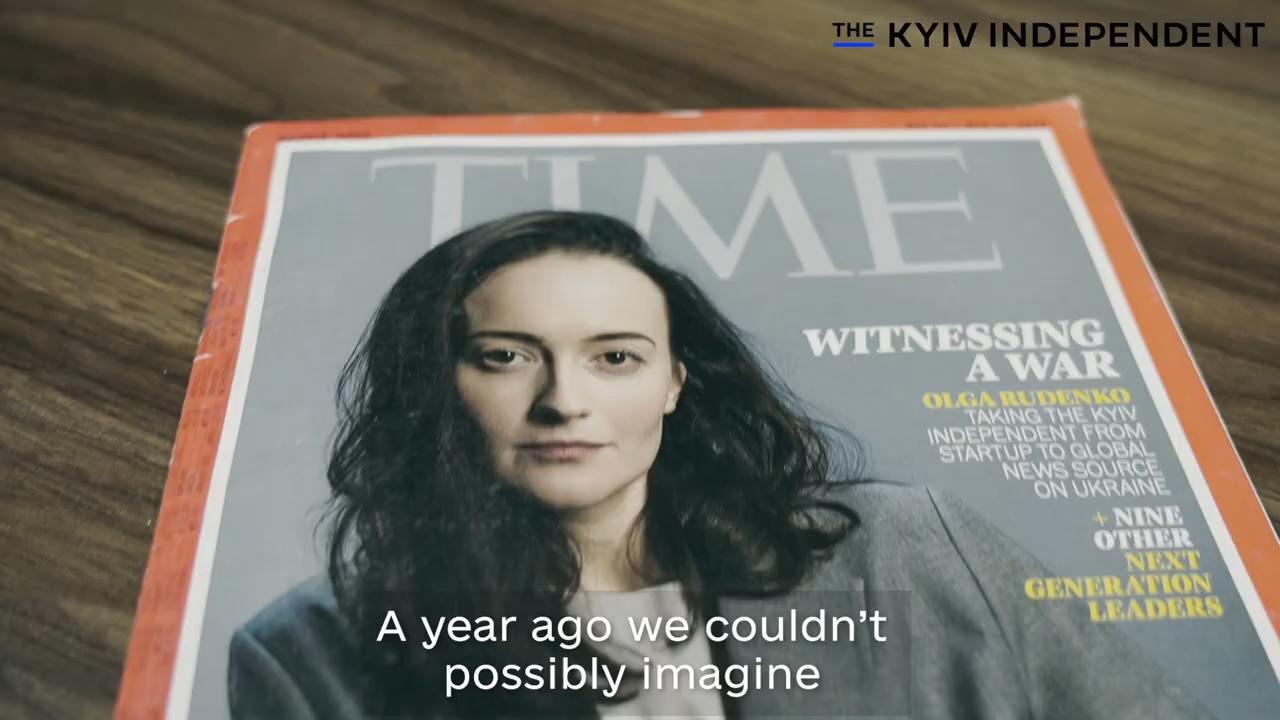 THE KYIV INDEPENDENT
TIME
WITNESSING
A WAR
OLGA RUDENKO
TAKING THE KYIV
INDEPENDENT FROM
STARTUP TO GLOBAL
NEWS SOURCE
ON UKRAINE
+ NINE
OTHER
NEXT
GENERATION
LEADERS
A year ago we couldn't
possibly imagine